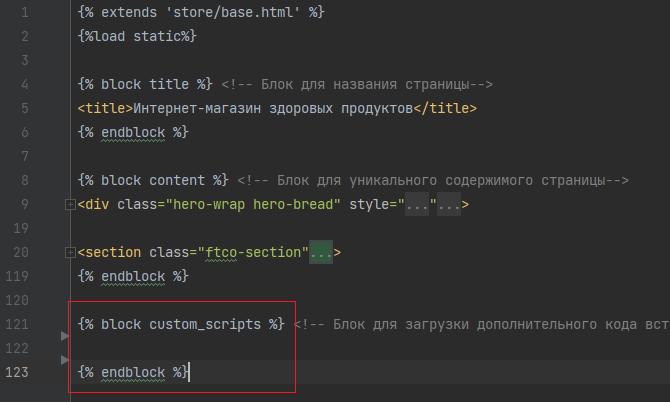 1 {% extends 'store/base.html' %}
2 {%load static%}
3
4 {% block title %} <!-- Блок для названия страницы-->
5 <title>Интернет-магазин здоровых продуктов</title>
6 {% endblock %}
7
8 {% block content %} <!-- Блок для уникального содержимого страницы-->
9 <div class="hero-wrap hero-bread" style="..."...>
19
20 <section class="ftco-section"...>
119 {% endblock %}
120
121 {% block custom_scripts %} <!-- Блок для загрузки дополнительного кода вст
122
123 {% endblock %}